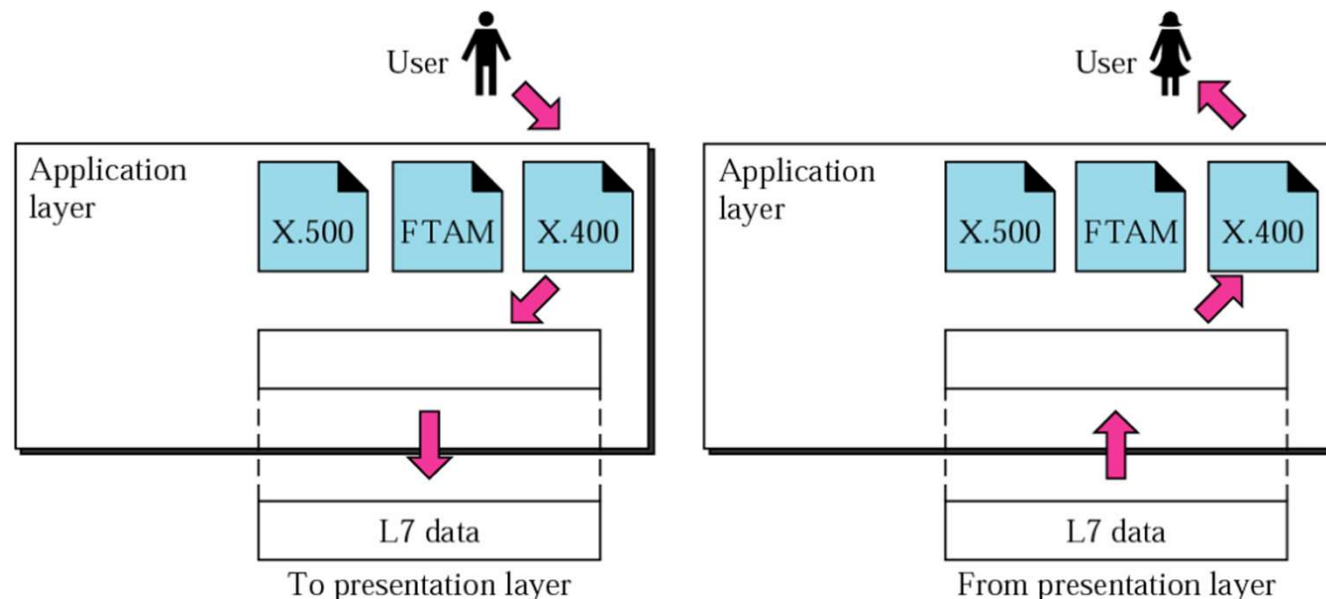 User
Application
layer
X.500
FTAM
X.400
L7 data
To presentation layer
User
Application
layer
X.500
FTAM
X.400
L7 data
From presentation layer